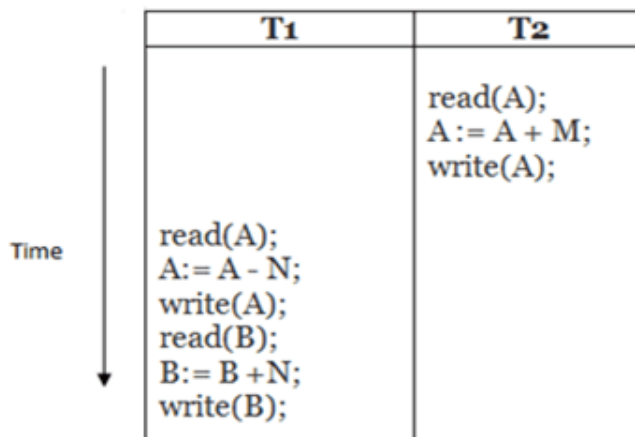 T1 T2
read(A);
A := A + M;
write(A);
Time
read(A);
A:= A - N;
write(A);
read(B);
B:= B +N;
write(B);